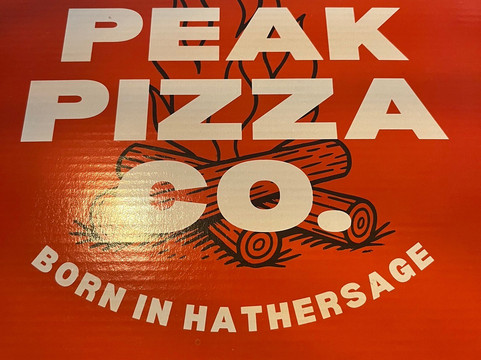 PEAK
PIZZA
CO.
BORN IN HATHERSAGE